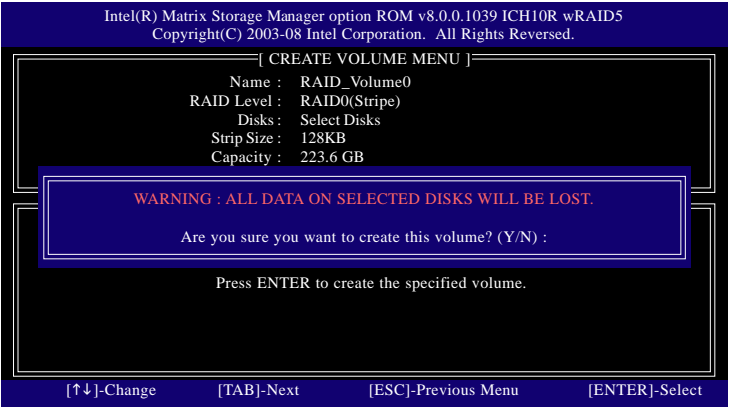 Intel(R) Matrix Storage Manager option ROM v8.0.0.1039 ICH10R wRAID5
Copyright(C) 2003-08 Intel Corporation. All Rights Reversed.
[ CREATE VOLUME MENU ]
Name : RAID_Volume0
RAID Level : RAID0(Stripe)
Disks : Select Disks
Strip Size : 128KB
Capacity : 223.6 GB
WARNING : ALL DATA ON SELECTED DISKS WILL BE LOST.
Are you sure you want to create this volume? (Y/N) :
Press ENTER to create the specified volume.
[↑↓]-Change [TAB]-Next [ESC]-Previous Menu [ENTER]-Select